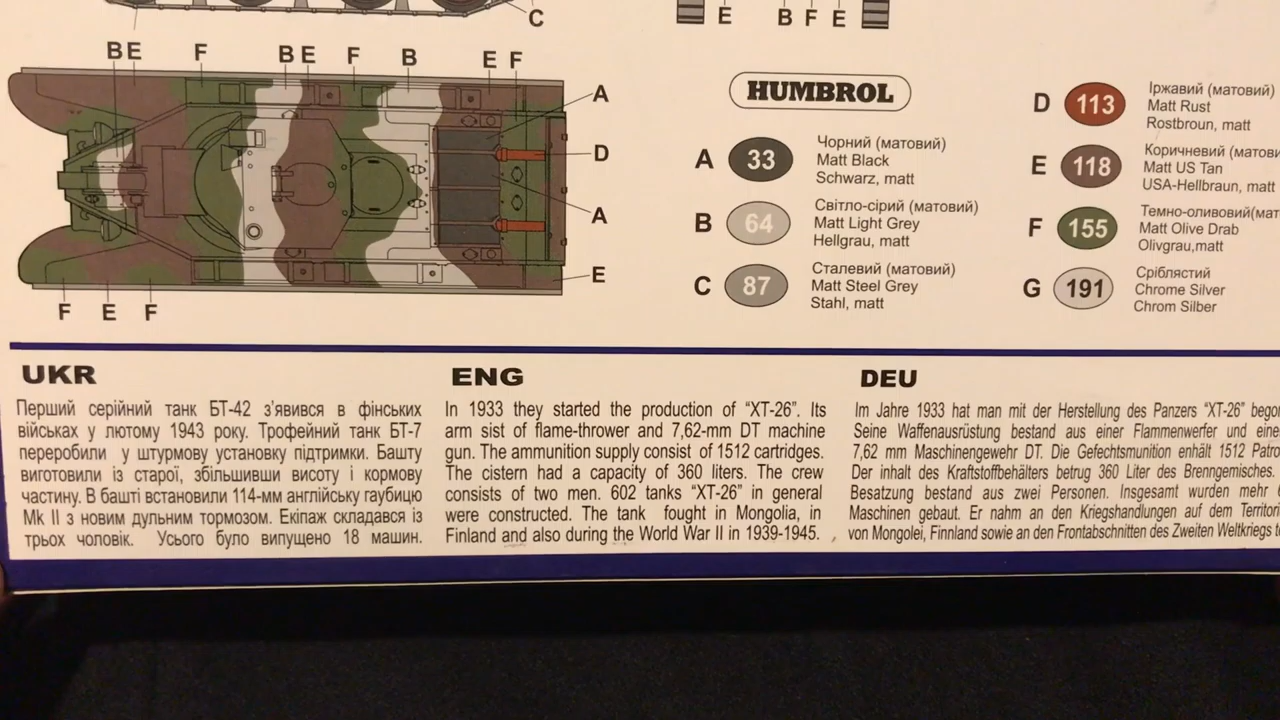 C
E B F E
B E F B E F B E F
A
D
A
E
F E F
HUMBROL
A 33 Чорний (матовий)
Matt Black
Schwarz, matt
B 64 Світло-сірий (матовий)
Matt Light Grey
Hellgrau, matt
C 87 Сталевий (матовий)
Matt Steel Grey
Stahl, matt
D 113 Іржавий (матовий)
Matt Rust
Rostbroun, matt
E 118 Коричневий (матови
Matt US Tan
USA-Hellbraun, matt
F 155 Темно-оливовий(мат
Matt Olive Drab
Olivgrau,matt
G 191 Сріблястий
Chrome Silver
Chrom Silber
UKR
Перший серійний танк БТ-42 з'явився в фінських
військах у лютому 1943 року. Трофейний танк БТ-7
переробили у штурмову установку підтримки. Башту
виготовили із старої, збільшивши висоту і кормову
частину. В башті встановили 114-мм англійську гаубицю
Mk II з новим дульним тормозом. Екіпаж складався із
трьох чоловік. Усього було випущено 18 машин.
ENG
In 1933 they started the production of “XT-26”. Its
arm sist of flame-thrower and 7,62-mm DT machine
gun. The ammunition supply consist of 1512 cartridges.
The cistern had a capacity of 360 liters. The crew
consists of two men. 602 tanks “XT-26” in general
were constructed. The tank fought in Mongolia, in
Finland and also during the World War II in 1939-1945.
DEU
Im Jahre 1933 hat man mit der Herstellung des Panzers “XT-26” begon
Seine Waffenausrüstung bestand aus einer Flammenwerfer und eine
7,62 mm Maschinengewehr DT. Die Gefechtsmunition enhält 1512 Patro
Der inhalt des Kraftstoffbehälters betrug 360 Liter des Brenngemisches.
Besatzung bestand aus zwei Personen. Insgesamt wurden mehr
Maschinen gebaut. Er nahm an den Kriegshandlungen auf dem Territori
von Mongolei, Finnland sowie an den Frontabschnitten des Zweiten Weltkriegs